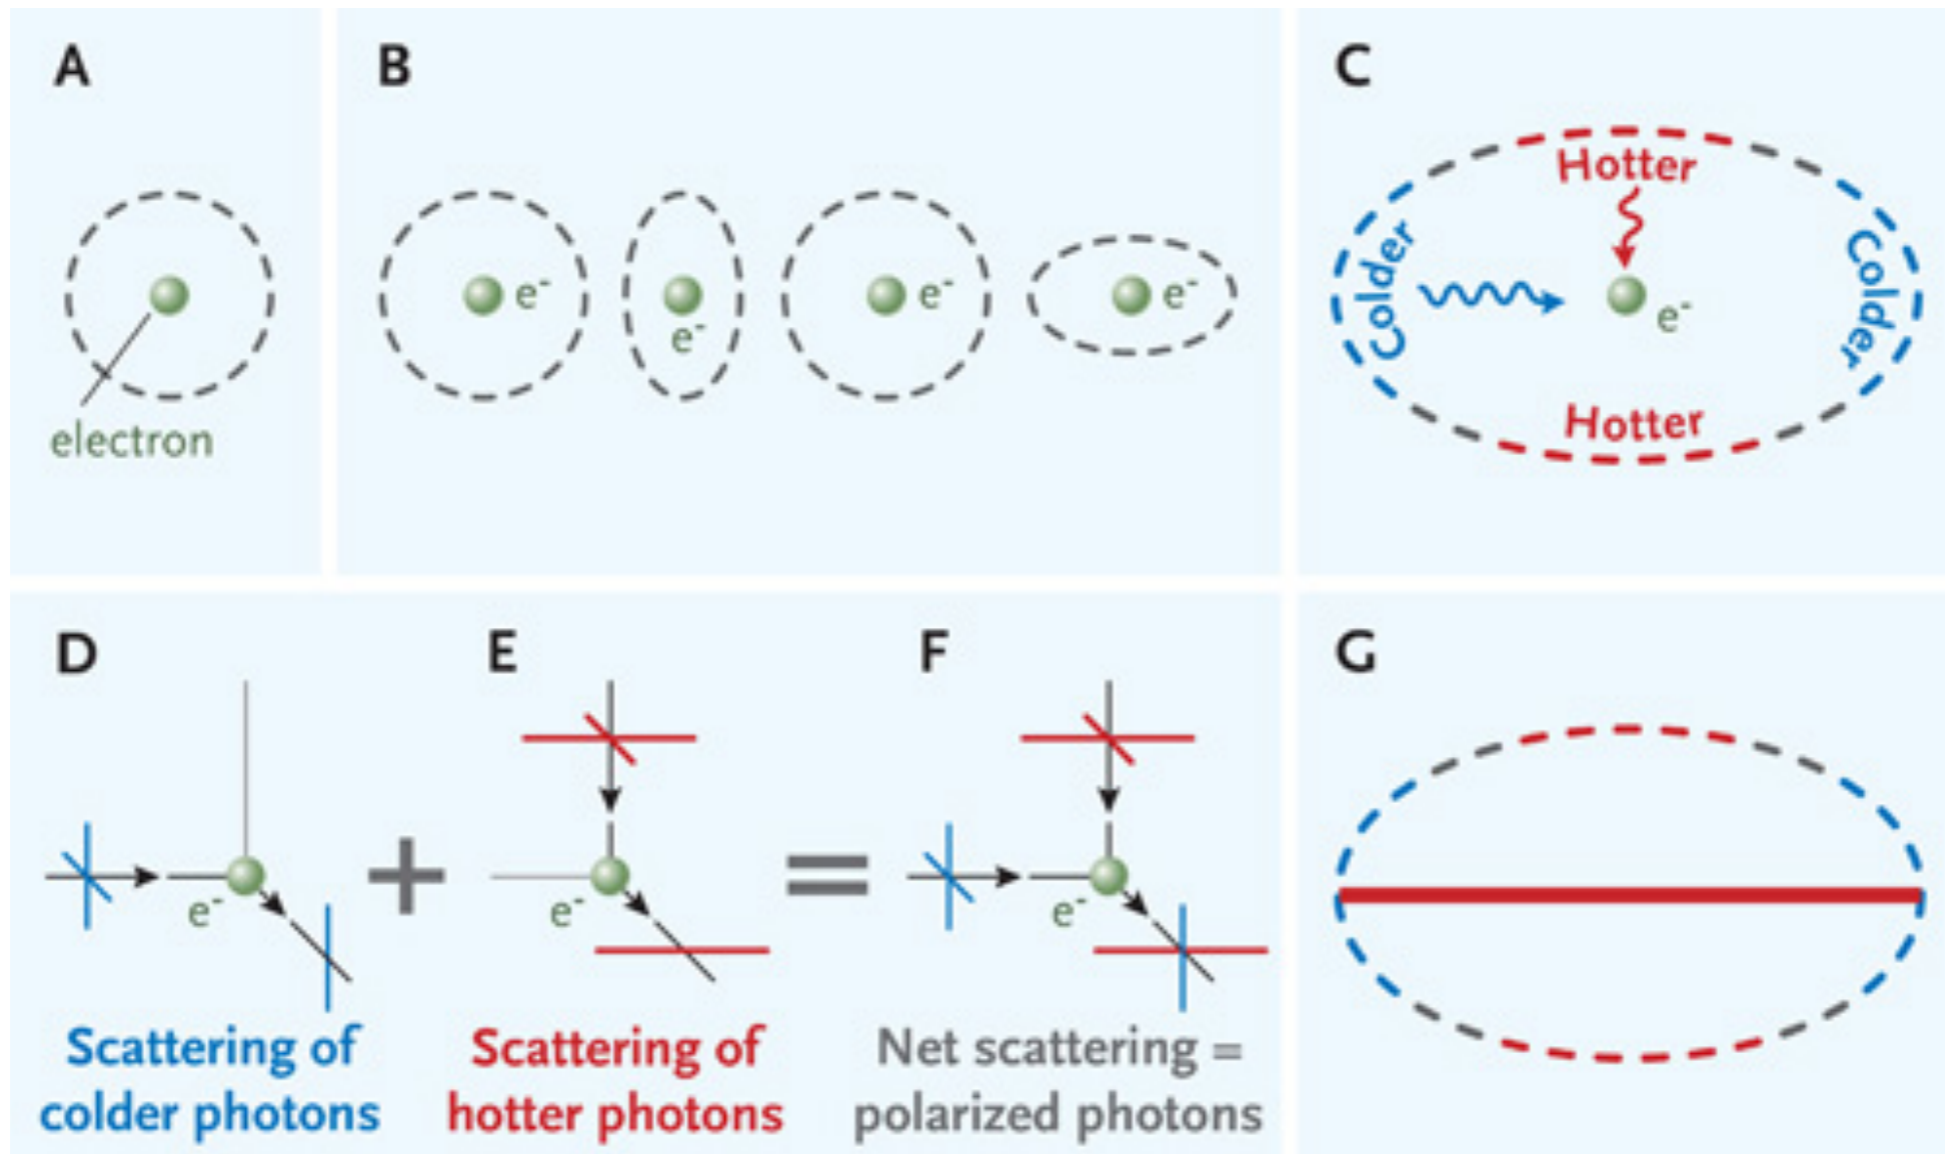 A
electron
B
e-
e-
e-
e-
C
Hotter
Colder
Colder
e-
Hotter
D
e-
Scattering of
colder photons
+
E
e-
Scattering of
hotter photons
=
F
e-
Net scattering =
polarized photons
G